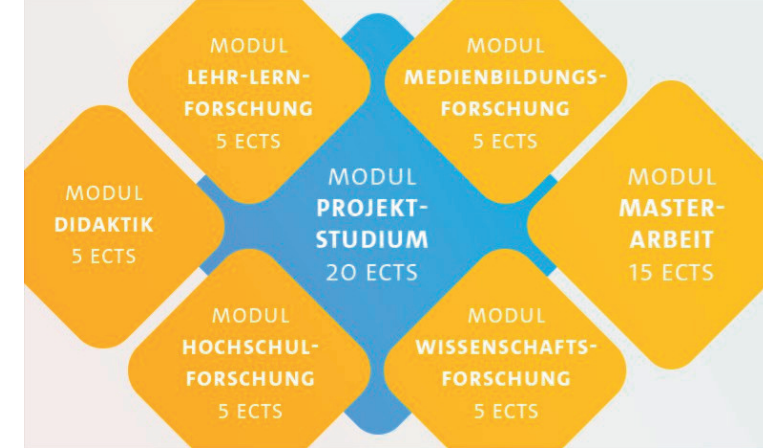 MODUL
LEHR-LERN-
FORSCHUNG
5 ECTS
MODUL
MEDIENBILDUNGS-
FORSCHUNG
5 ECTS
MODUL
DIDAKTIK
5 ECTS
MODUL
PROJEKT-
STUDIUM
20 ECTS
MODUL
MASTER-
ARBEIT
15 ECTS
MODUL
HOCHSCHUL-
FORSCHUNG
5 ECTS
MODUL
WISSENSCHAFTS-
FORSCHUNG
5 ECTS